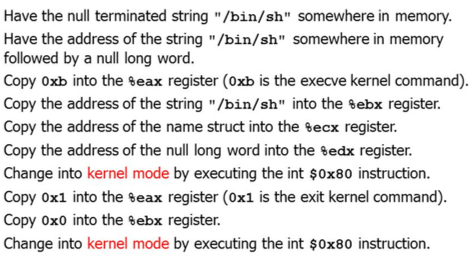 Have the null terminated string "/bin/sh" somewhere in memory.
Have the address of the string "/bin/sh" somewhere in memory
followed by a null long word.
Copy 0xb into the %eax register (0xb is the execve kernel command).
Copy the address of the string "/bin/sh" into the %ebx register.
Copy the address of the name struct into the %ecx register.
Copy the address of the null long word into the %edx register.
Change into kernel mode by executing the int $0x80 instruction.
Copy 0x1 into the %eax register (0x1 is the exit kernel command).
Copy 0x0 into the %ebx register.
Change into kernel mode by executing the int $0x80 instruction.